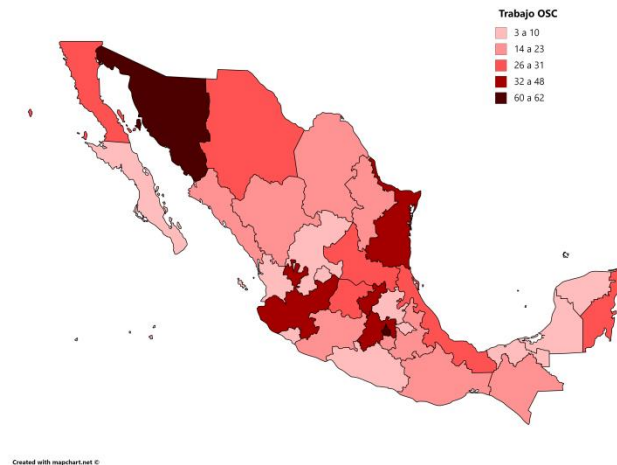 Trabajo OSC
3 a 10
14 a 23
26 a 31
32 a 48
60 a 62
Created with mapchart.net ©